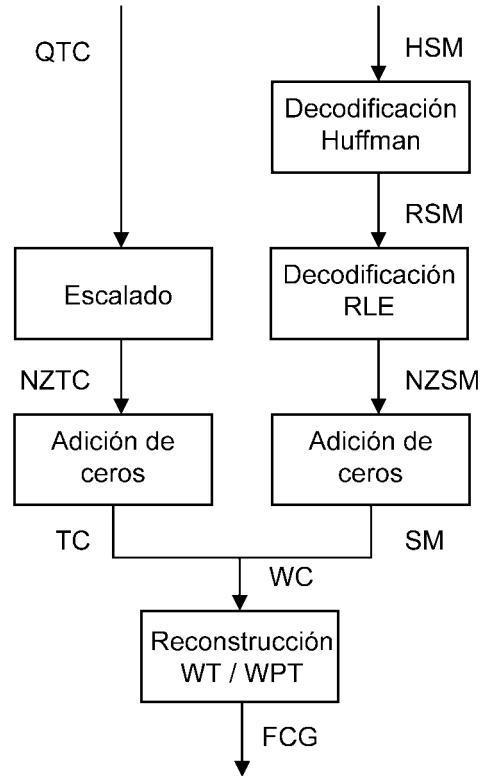 QTC
HSM
Decodificación
Huffman
RSM
Escalado
Decodificación
RLE
NZTC
NZSM
Adición de
ceros
Adición de
ceros
TC
SM
WC
Reconstrucción
WT / WPT
FCG